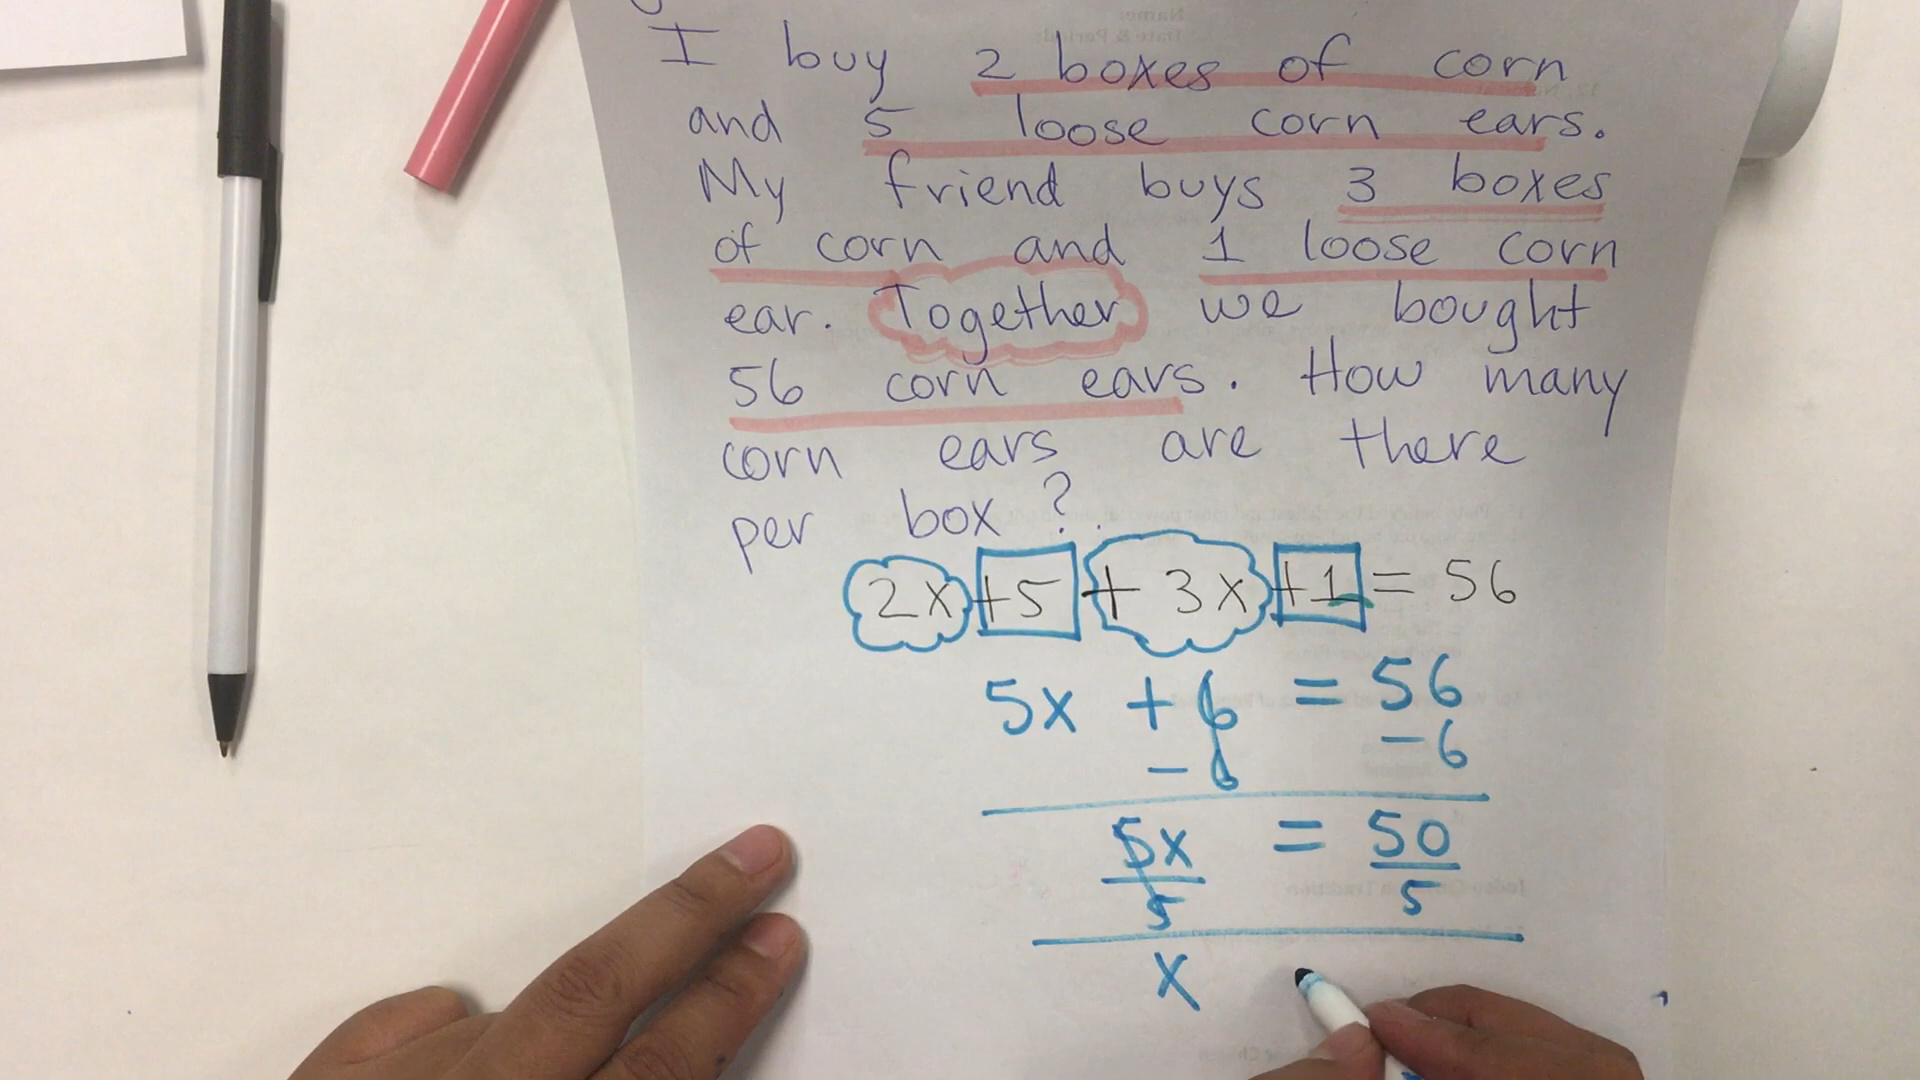 I buy 2 boxes of corn
and 5 loose corn ears.
My friend buys 3 boxes
of corn and 1 loose corn
ear. Together we bought
56 corn ears. How many
corn ears are there
per box?
2x +5 + 3x +1 = 56
5x + 6 = 56
- 6 - 6
5x = 50
5 5
x